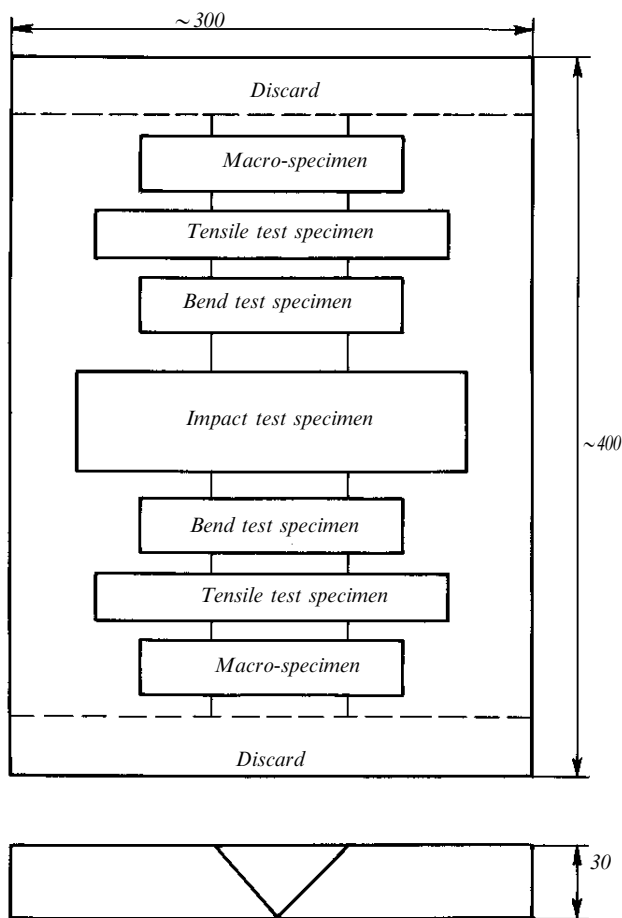 ~300
Discard
Macro-specimen
Tensile test specimen
Bend test specimen
Impact test specimen
~400
Bend test specimen
Tensile test specimen
Macro-specimen
Discard
30